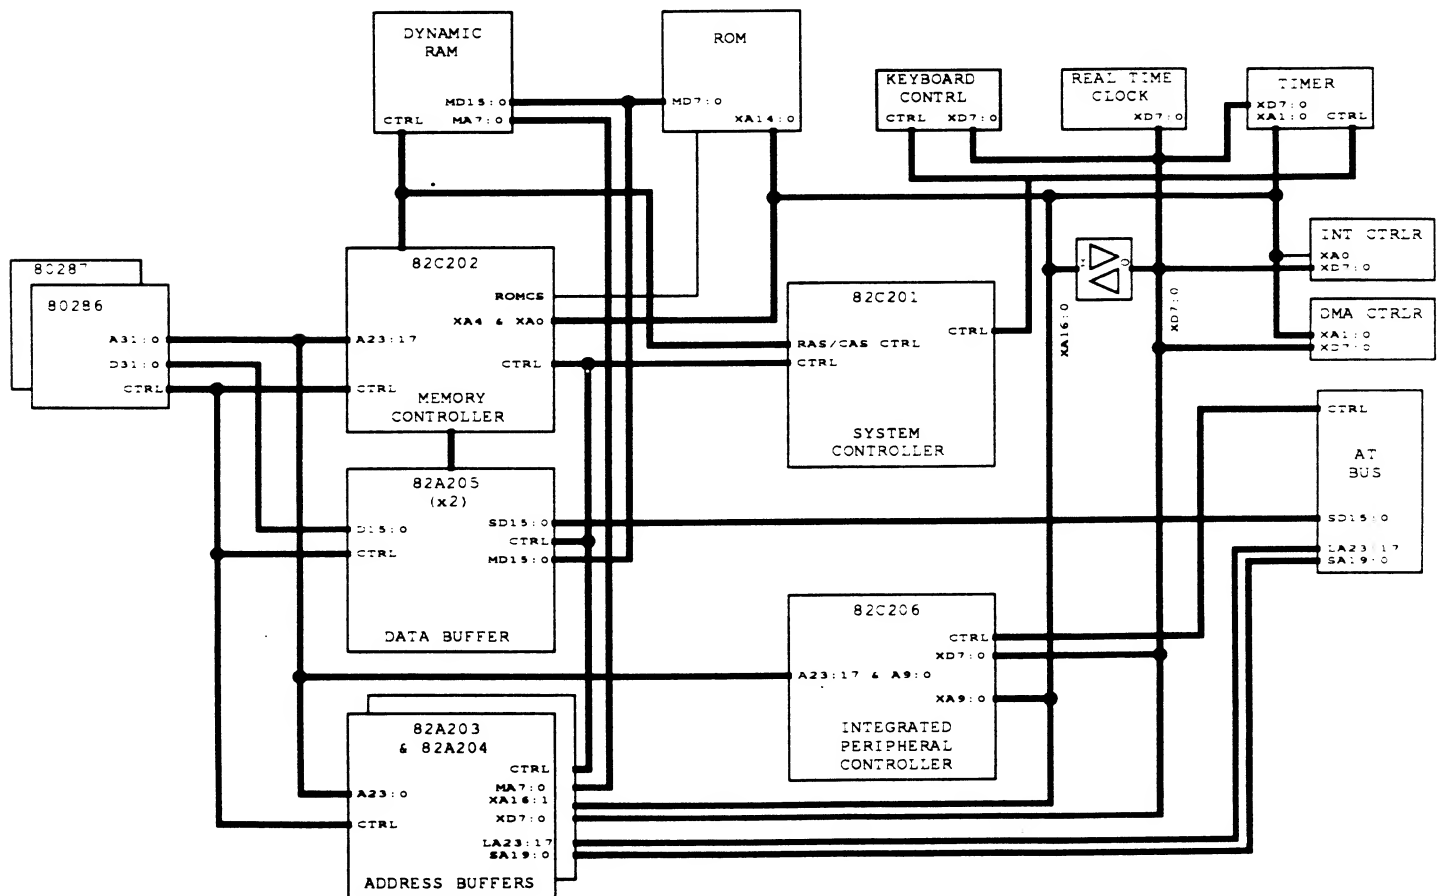 DYNAMIC
RAM
MD15:0
CTRL MA7:0
ROM
MD7:0
XA14:0
KEYBOARD
CONTRL
CTRL XD7:0
REAL TIME
CLOCK
XD7:0
TIMER
XD7:0
XA1:0 CTRL
INT CTRLR
XA0
XD7:0
DMA CTRLR
XA1:0
XD7:0
XA16:0
XD7:0
80287
80286
A31:0
D31:0
CTRL
82C202
ROMCS
XA4 & XA0
A23:17
CTRL
CTRL
MEMORY
CONTROLLER
82C201
CTRL
RAS/CAS CTRL
CTRL
SYSTEM
CONTROLLER
CTRL
AT
BUS
SD15:0
LA23:17
SA19:0
82A205
(x2)
D15:0
SD15:0
CTRL
CTRL
MD15:0
DATA BUFFER
82C206
CTRL
XD7:0
A23:17 & A9:0
XA9:0
INTEGRATED
PERIPHERAL
CONTROLLER
82A203
& 82A204
CTRL
MA7:0
A23:0
XA16:1
XD7:0
CTRL
LA23:17
SA19:0
ADDRESS BUFFERS